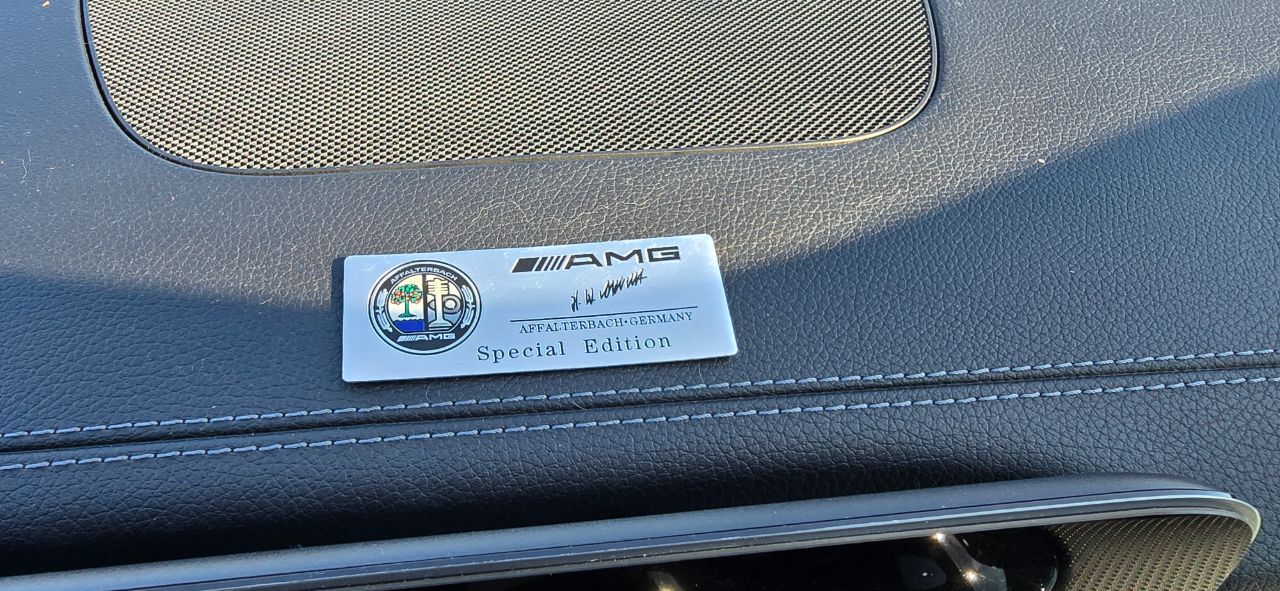 AFFALTERBACH
AMG
AMG
AFFALTERBACH•GERMANY
Special Edition